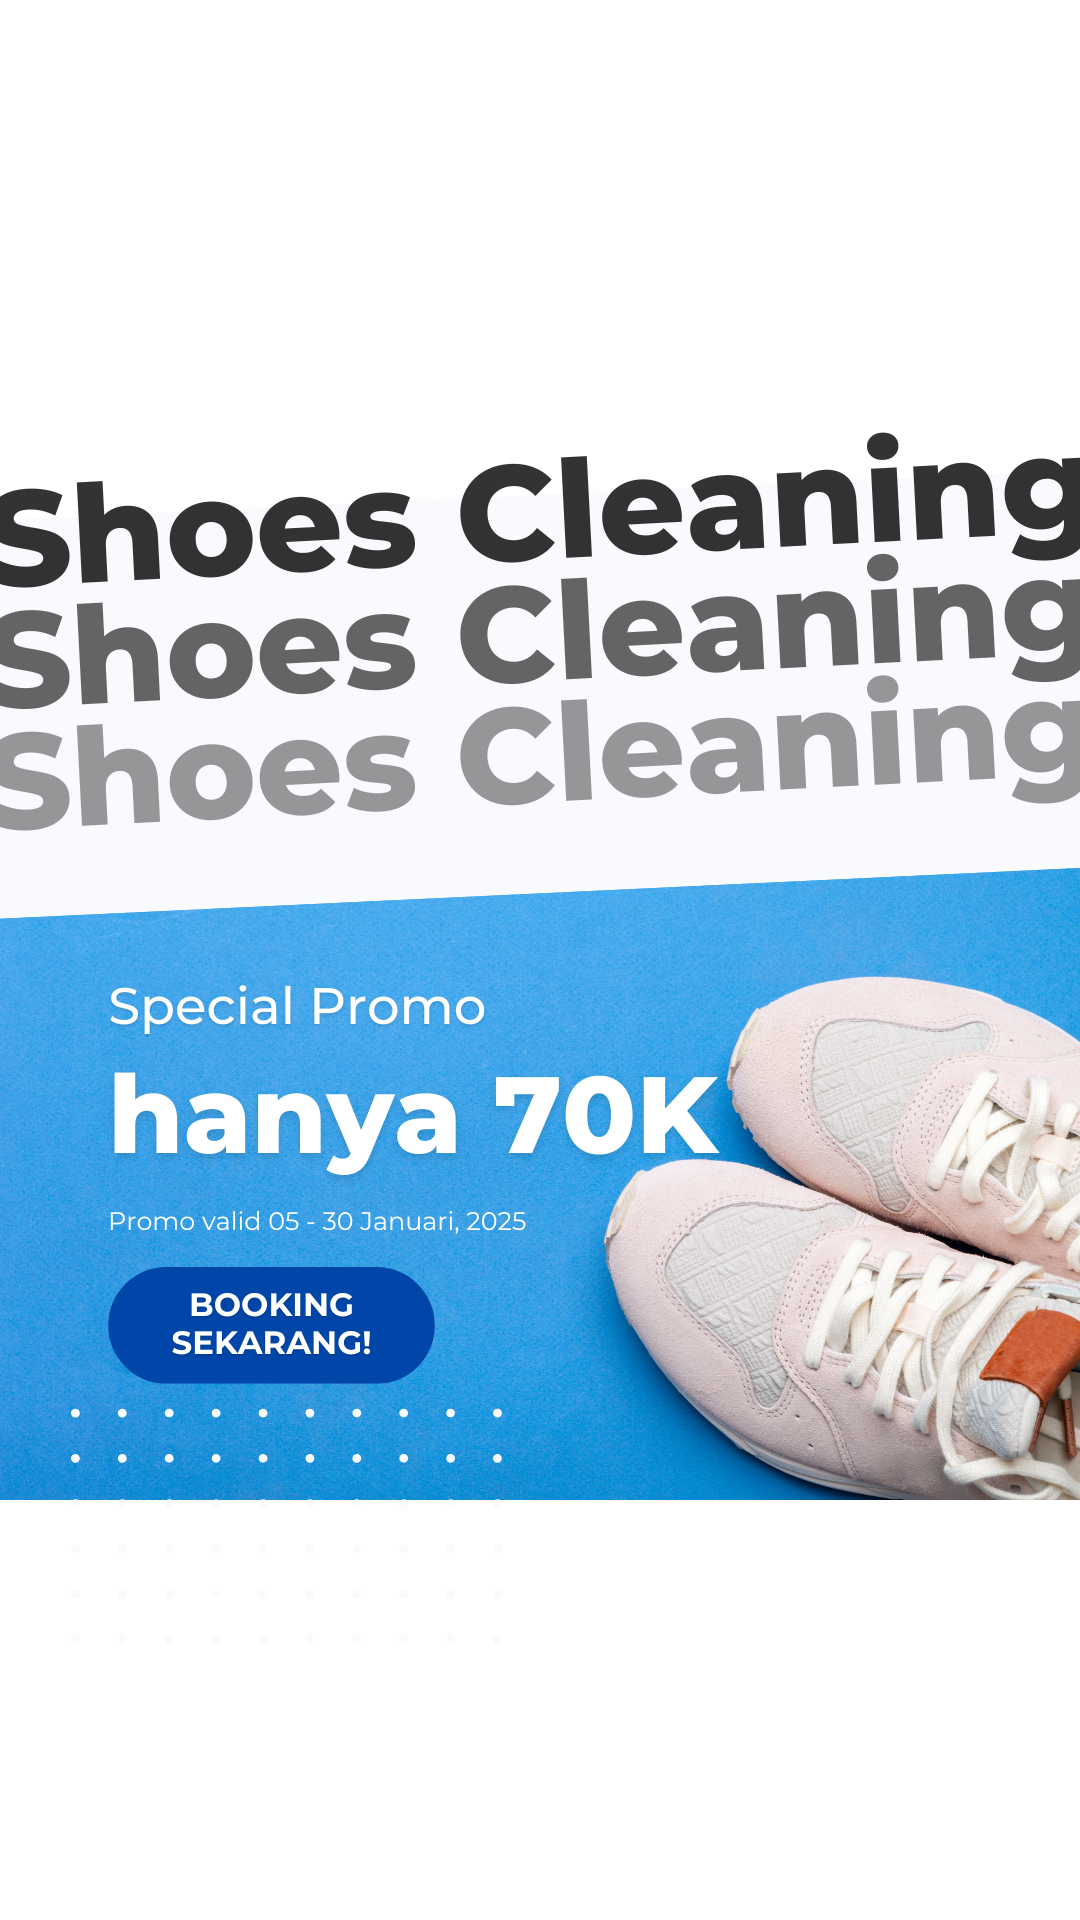 Shoes Cleaning
Shoes Cleaning
Shoes Cleaning
Special Promo
hanya 70K
Promo valid 05 - 30 Januari, 2025
BOOKING
SEKARANG!